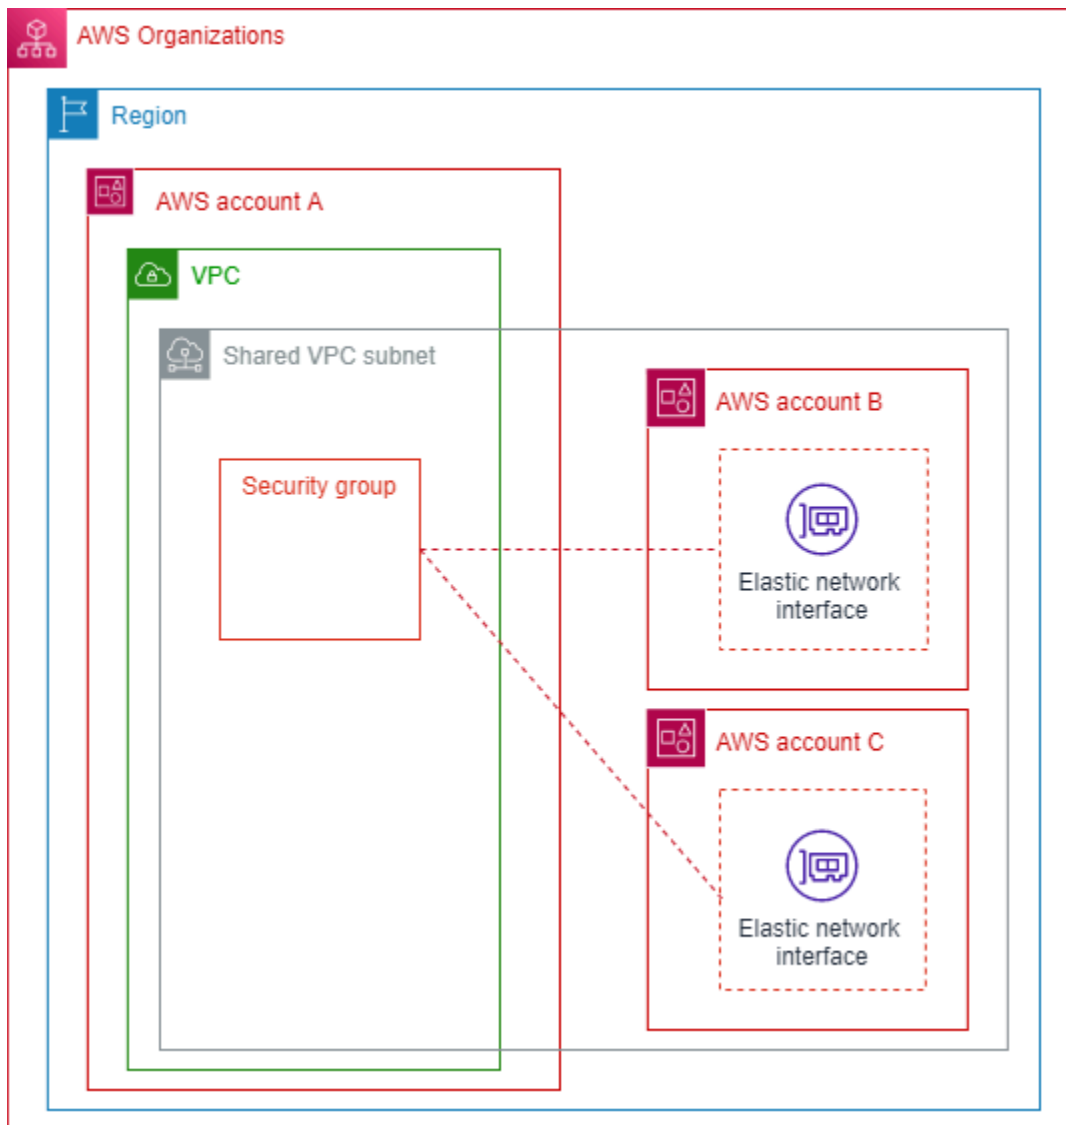 AWS Organizations
Region
AWS account A
VPC
Shared VPC subnet
Security group
AWS account B
Elastic network
interface
AWS account C
Elastic network
interface